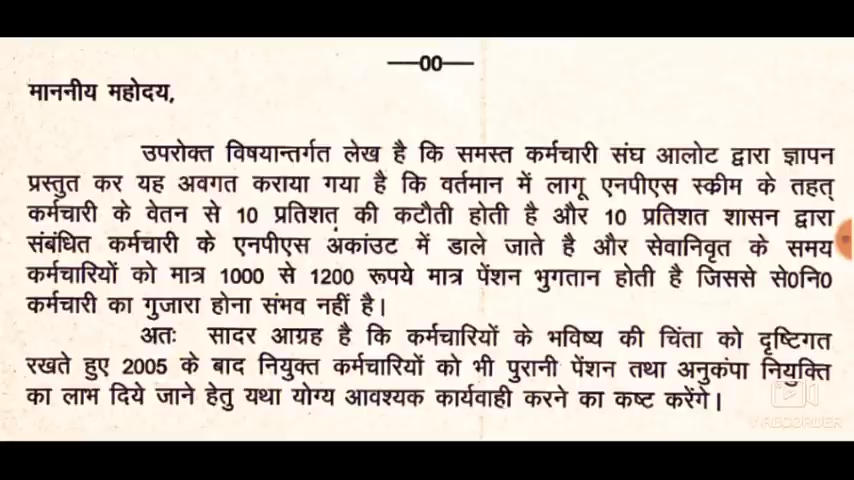 —00—
माननीय महोदय,
उपरोक्त विषयान्तर्गत लेख है कि समस्त कर्मचारी संघ आलोट द्वारा ज्ञापन
प्रस्तुत कर यह अवगत कराया गया है कि वर्तमान में लागू एनपीएस स्क्रीम के तहत्
कर्मचारी के वेतन से 10 प्रतिशत् की कटौती होती है और 10 प्रतिशत शासन द्वारा
संबंधित कर्मचारी के एनपीएस अकांउट में डाले जाते है और सेवानिवृत के समय
कर्मचारियों को मात्र 1000 से 1200 रूपये मात्र पेंशन भुगतान होती है जिससे से0नि0
कर्मचारी का गुजारा होना संभव नहीं है।
अतः सादर आग्रह है कि कर्मचारियों के भविष्य की चिंता को दृष्टिगत
रखते हुए 2005 के बाद नियुक्त कर्मचारियों को भी पुरानी पेंशन तथा अनुकंपा नियुक्ति
का लाभ दिये जाने हेतु यथा योग्य आवश्यक कार्यवाही करने का कष्ट करेंगे।
RECORDER